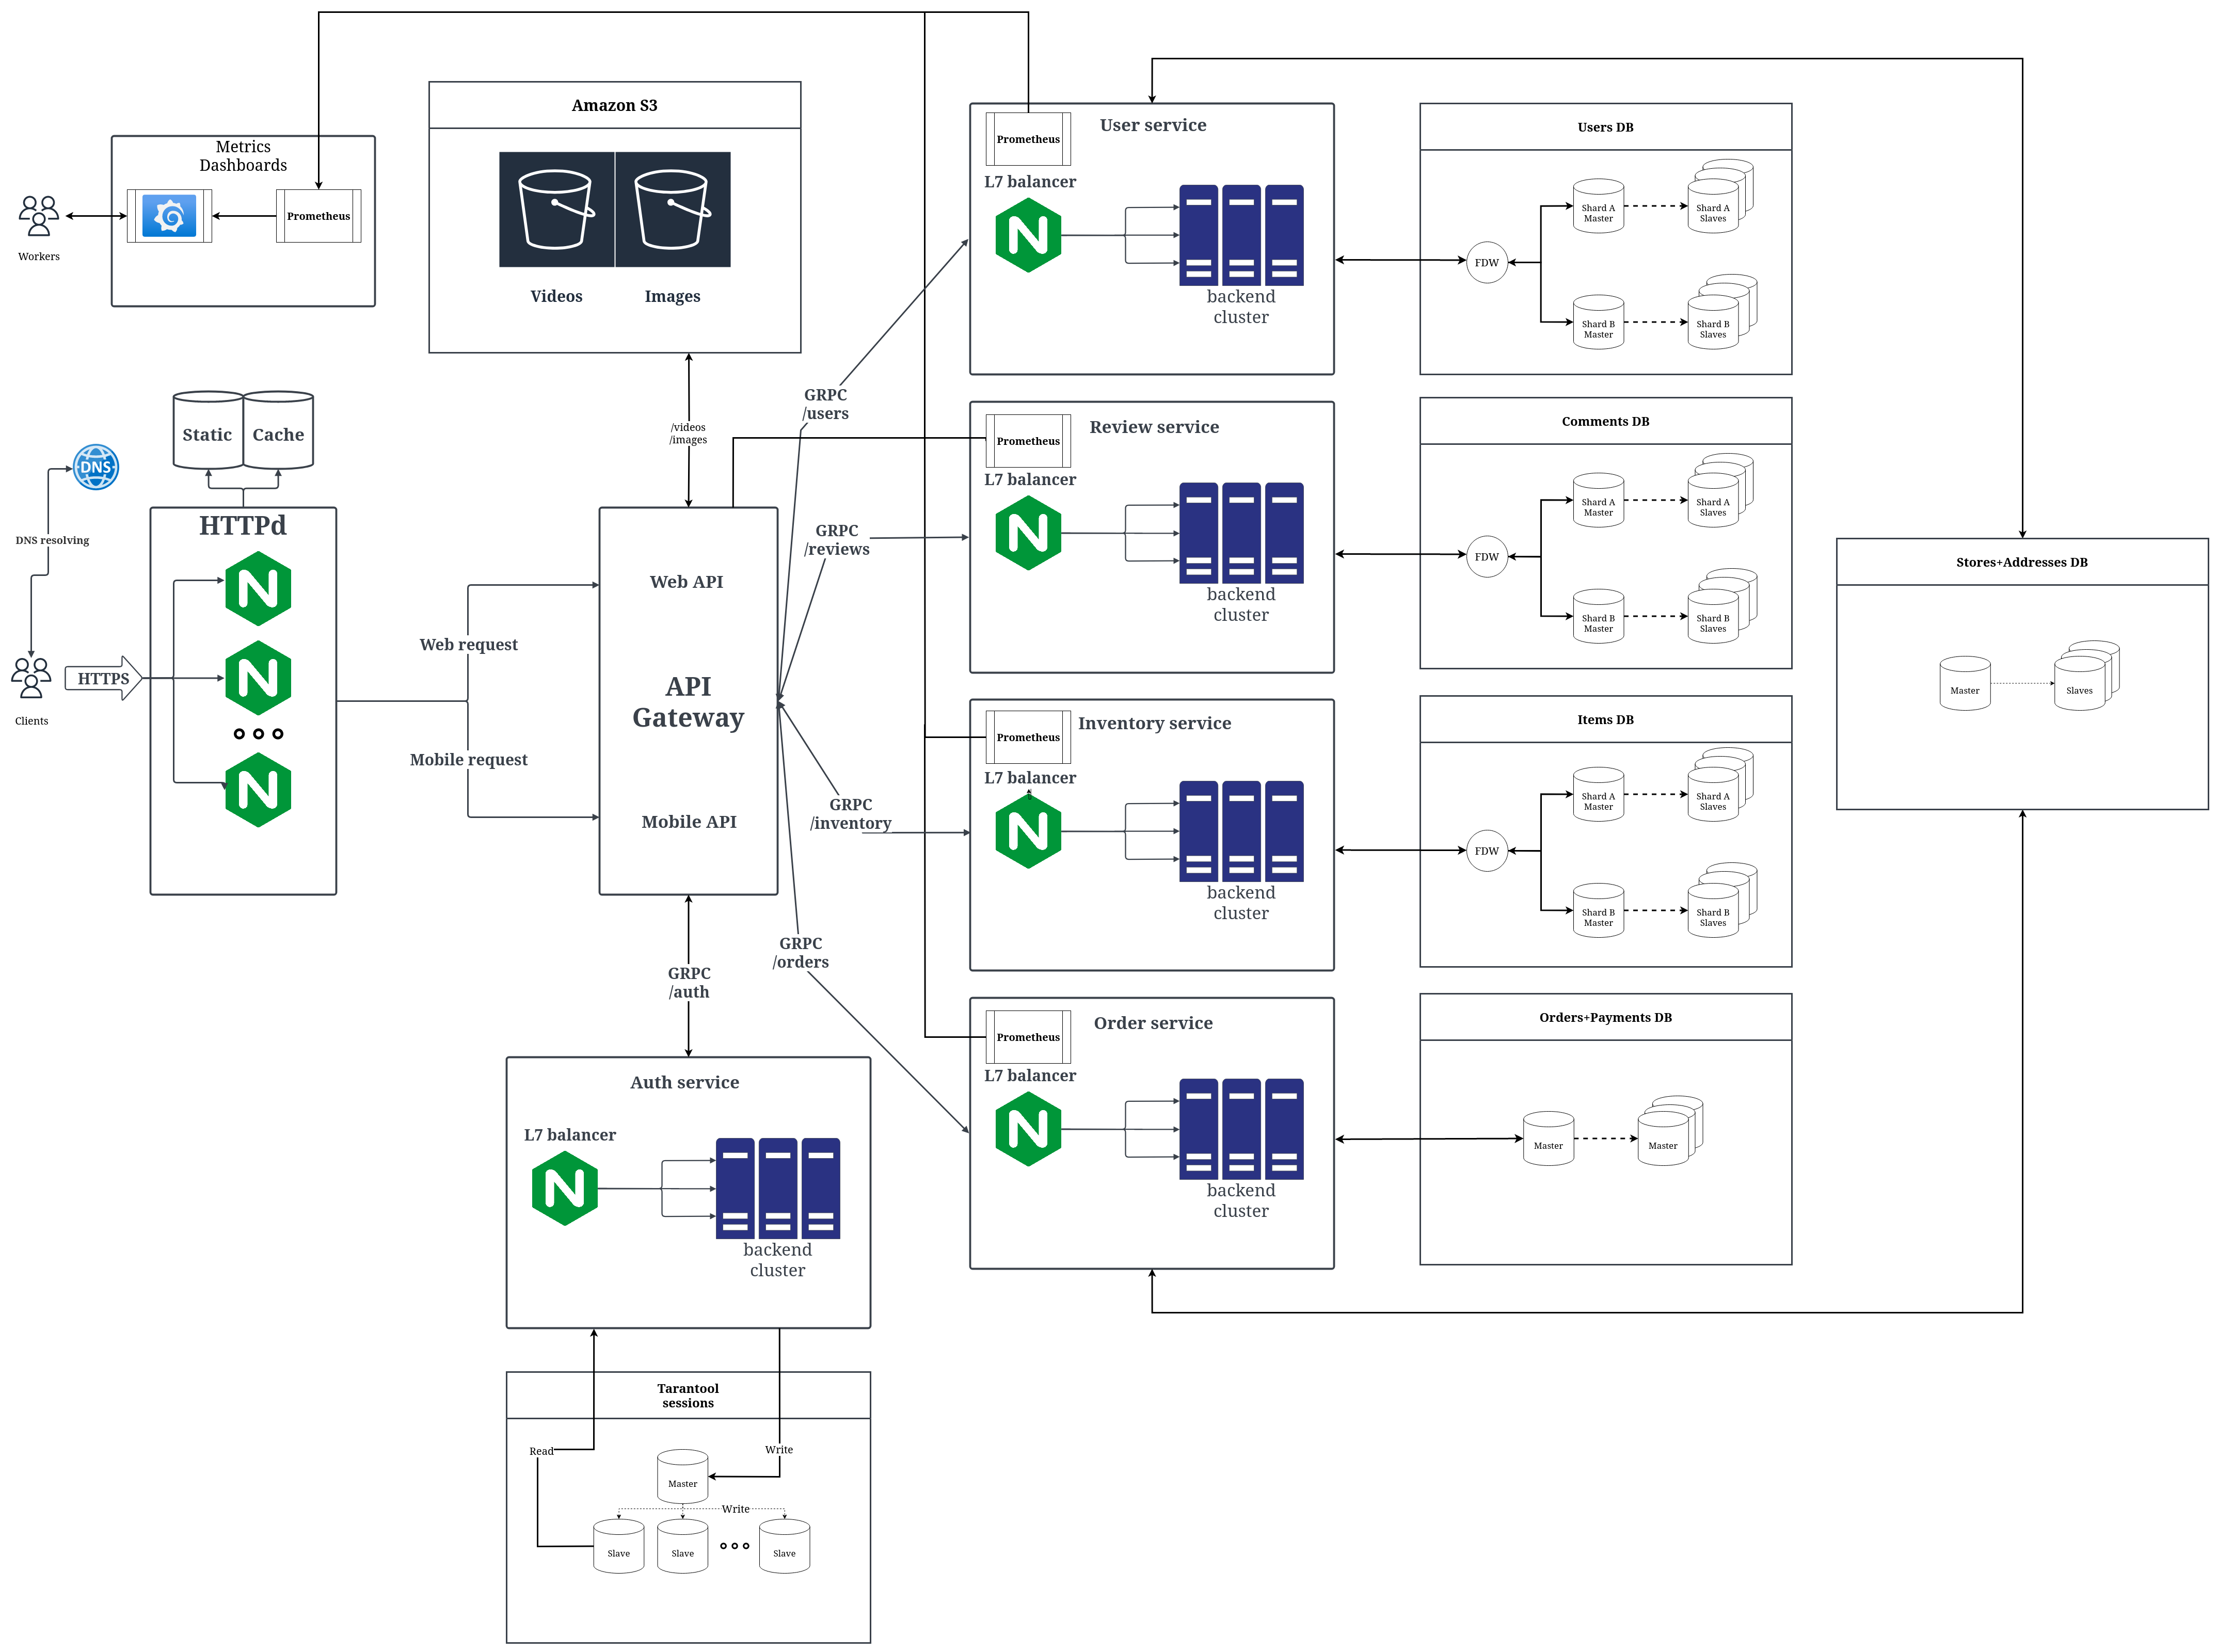 Metrics
Dashboards
Prometheus
Workers
Amazon S3
Videos
Images
/videos
/images
Static
Cache
DNS
DNS resolving
Clients
HTTPS
HTTPd
Web request
Mobile request
Web API
API
Gateway
Mobile API
GRPC
/users
GRPC
/reviews
GRPC
/inventory
GRPC
/orders
GRPC
/auth
Auth service
L7 balancer
backend
cluster
Tarantool
sessions
Read
Write
Master
Write
Slave
Slave
Slave
Prometheus
User service
L7 balancer
backend
cluster
Users DB
FDW
Shard A
Master
Shard A
Slaves
Shard B
Master
Shard B
Slaves
Prometheus
Review service
L7 balancer
backend
cluster
Comments DB
FDW
Shard A
Master
Shard A
Slaves
Shard B
Master
Shard B
Slaves
Prometheus
Inventory service
L7 balancer
backend
cluster
Items DB
FDW
Shard A
Master
Shard A
Slaves
Shard B
Master
Shard B
Slaves
Prometheus
Order service
L7 balancer
backend
cluster
Orders+Payments DB
Master
Master
Stores+Addresses DB
Master
Slaves